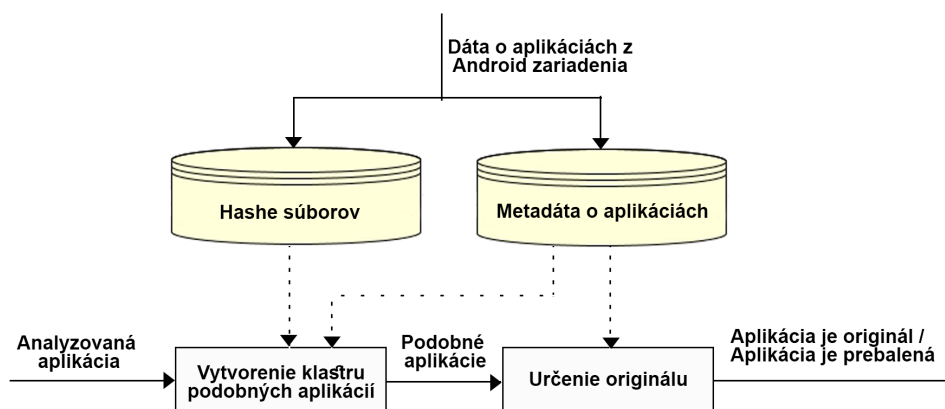 Dáta o aplikáciách z
Android zariadenia
Hashe súborov
Metadáta o aplikáciách
Analyzovaná
aplikácia
Vytvorenie klastru
podobných aplikácií
Podobné
aplikácie
Určenie originálu
Aplikácia je originál /
Aplikácia je prebalená